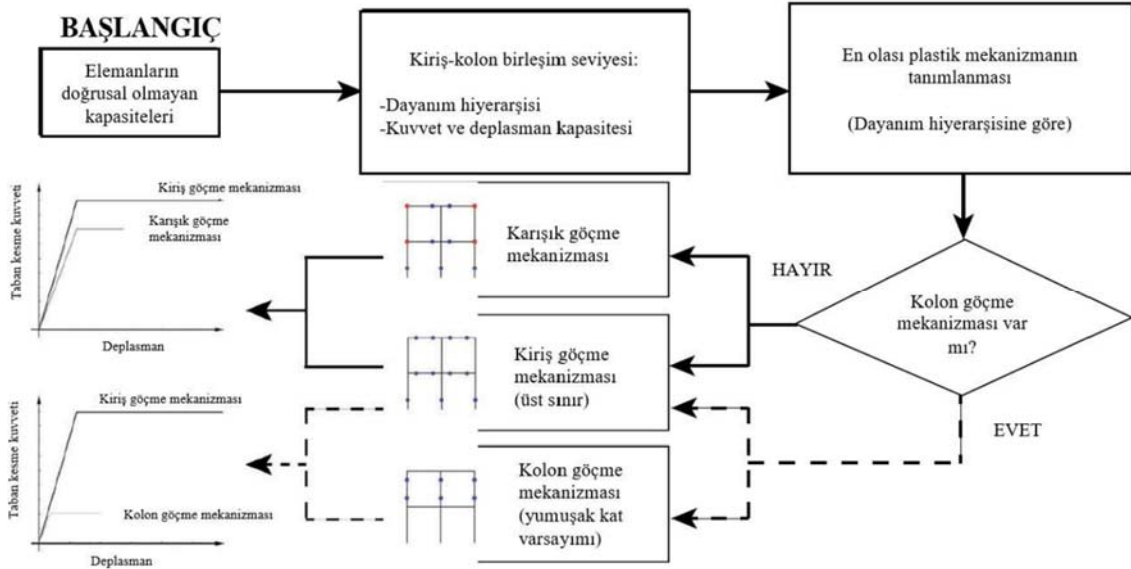 BAŞLANGIÇ
Elemanların
doğrusal olmayan
kapasiteleri
Kiriş-kolon birleşim seviyesi:
-Dayanım hiyerarşisi
-Kuvvet ve deplasman kapasitesi
En olası plastik mekanizmanın
tanımlanması
(Dayanım hiyerarşisine göre)
Kolon göçme
mekanizması var
mı?
HAYIR
EVET
Karışık göçme
mekanizması
Kiriş göçme
mekanizması
(üst sınır)
Kolon göçme
mekanizması
(yumuşak kat
varsayımı)
Taban kesme kuvveti
Kiriş göçme mekanizması
Karışık göçme
mekanizması
Deplasman
Taban kesme kuvveti
Kiriş göçme mekanizması
Kolon göçme mekanizması
Deplasman